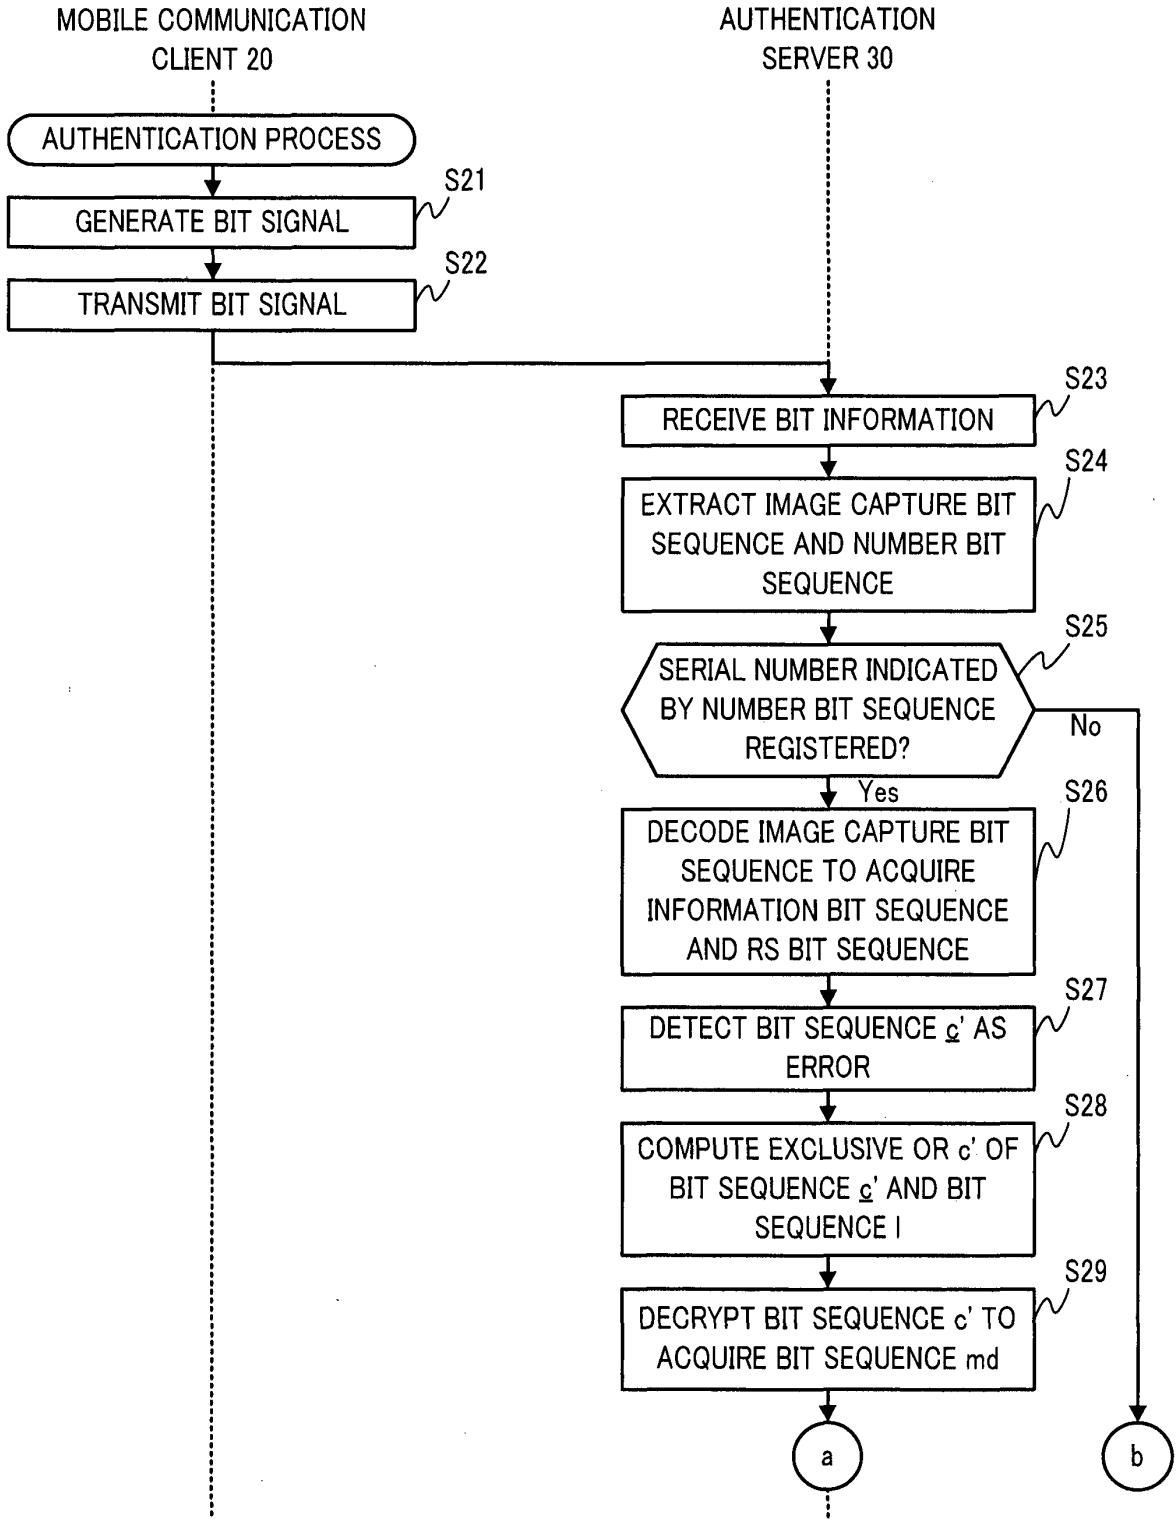 MOBILE COMMUNICATION
CLIENT 20
AUTHENTICATION
SERVER 30
AUTHENTICATION PROCESS
S21
GENERATE BIT SIGNAL
S22
TRANSMIT BIT SIGNAL
S23
RECEIVE BIT INFORMATION
S24
EXTRACT IMAGE CAPTURE BIT
SEQUENCE AND NUMBER BIT
SEQUENCE
S25
SERIAL NUMBER INDICATED
BY NUMBER BIT SEQUENCE
REGISTERED?
No
Yes
S26
DECODE IMAGE CAPTURE BIT
SEQUENCE TO ACQUIRE
INFORMATION BIT SEQUENCE
AND RS BIT SEQUENCE
S27
DETECT BIT SEQUENCE c' AS
ERROR
S28
COMPUTE EXCLUSIVE OR c' OF
BIT SEQUENCE c' AND BIT
SEQUENCE I
S29
DECRYPT BIT SEQUENCE c' TO
ACQUIRE BIT SEQUENCE md
a
b